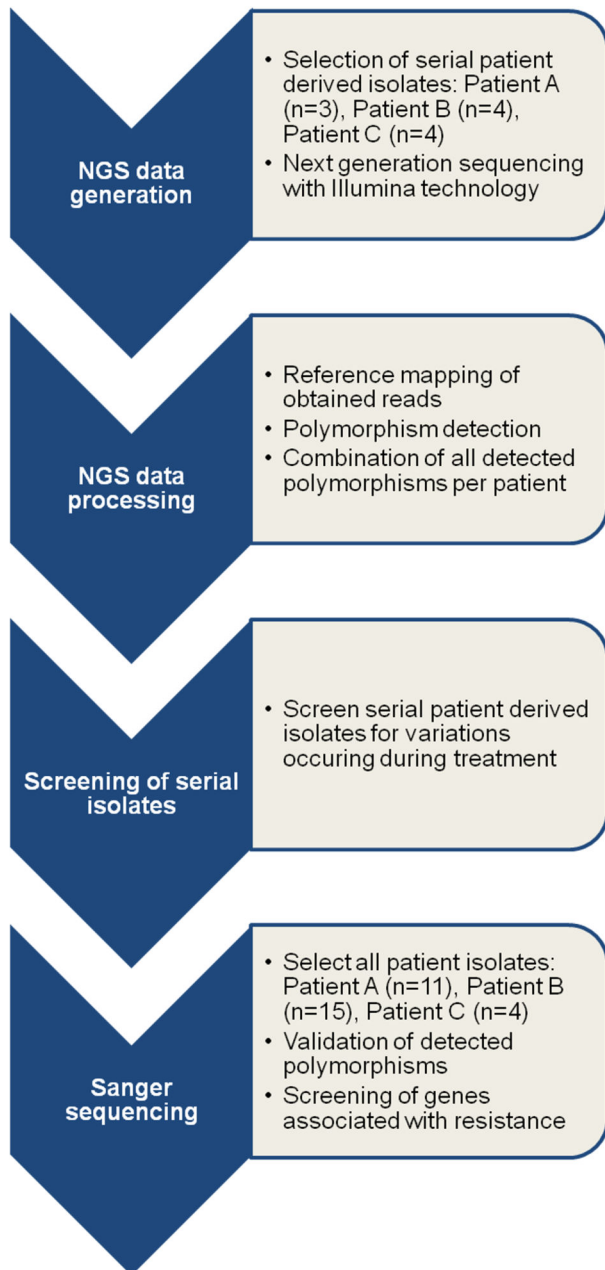 • Selection of serial patient
derived isolates: Patient A
(n=3), Patient B (n=4),
Patient C (n=4)
• Next generation sequencing
with Illumina technology
NGS data
generation
• Reference mapping of
obtained reads
• Polymorphism detection
• Combination of all detected
polymorphisms per patient
NGS data
processing
• Screen serial patient derived
isolates for variations
occuring during treatment
Screening of serial
isolates
• Select all patient isolates:
Patient A (n=11), Patient B
(n=15), Patient C (n=4)
• Validation of detected
polymorphisms
• Screening of genes
associated with resistance
Sanger
sequencing